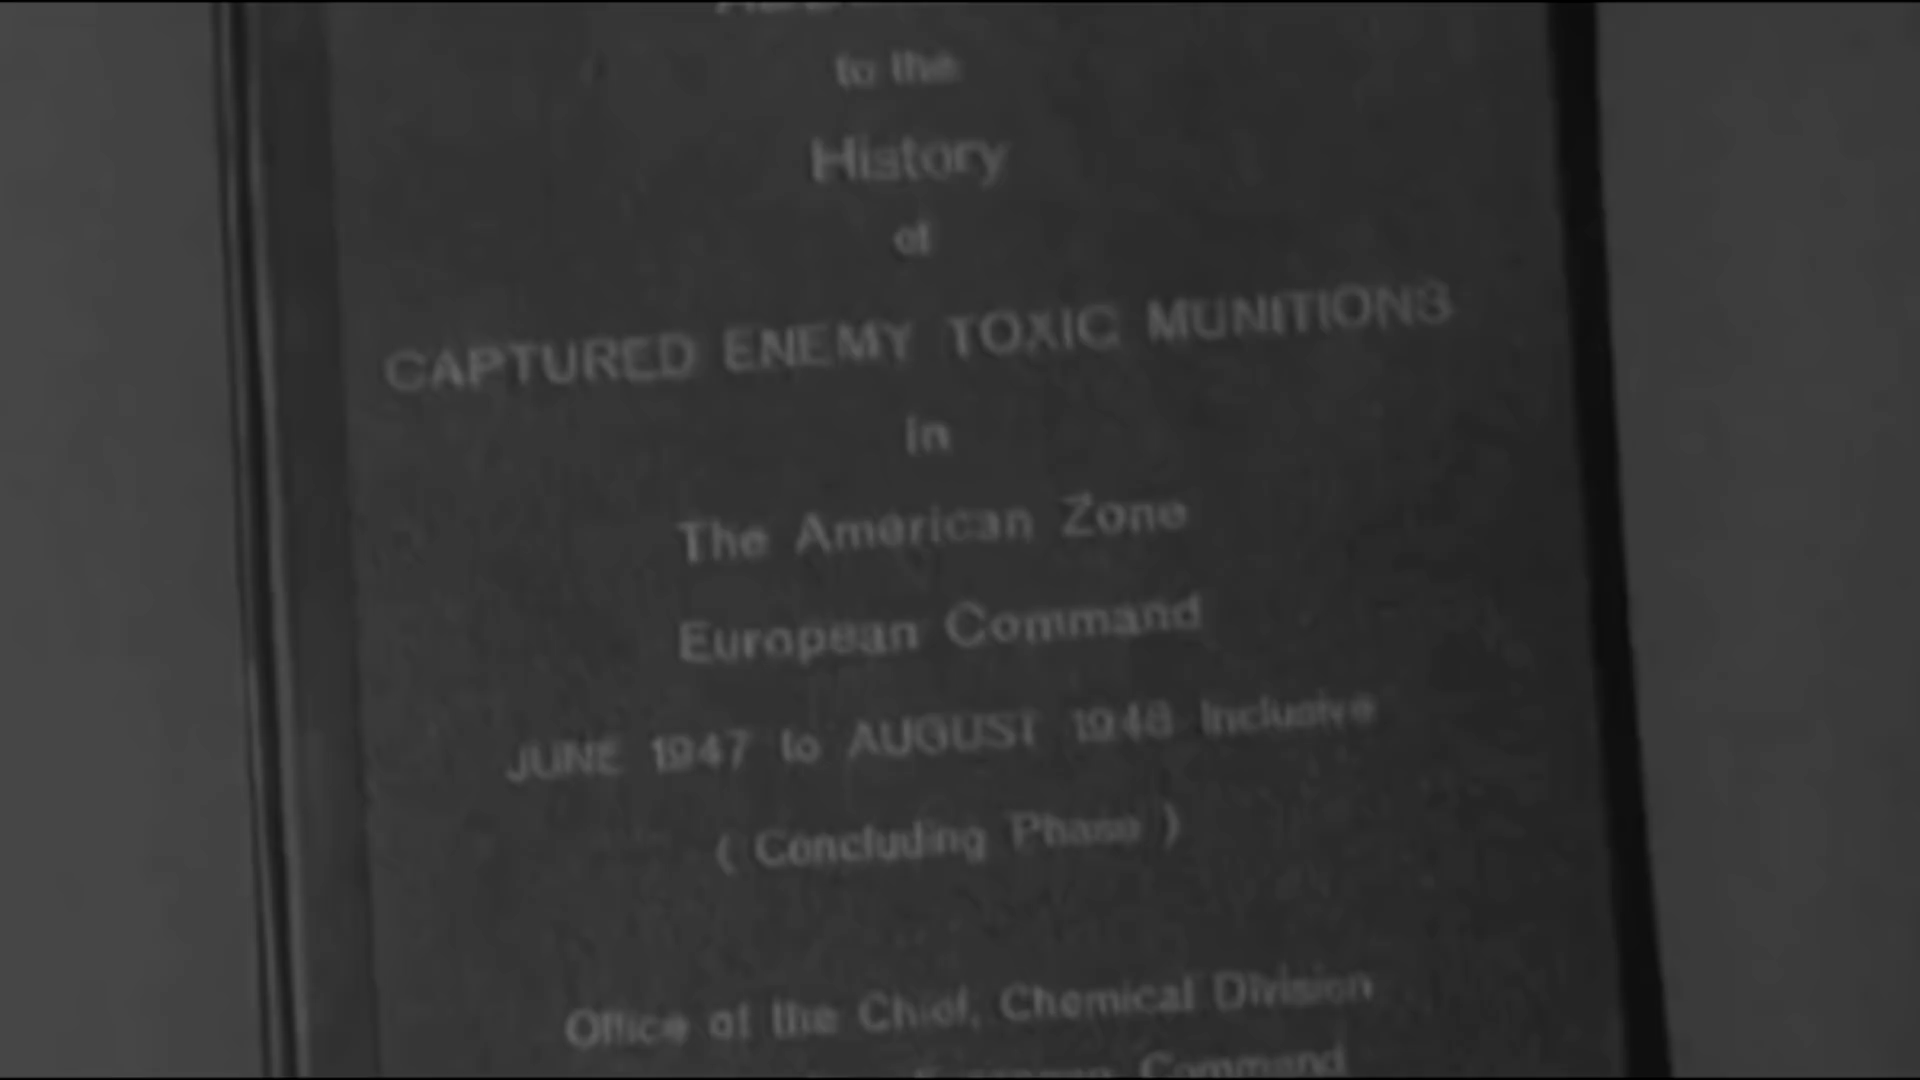 to the
History
of
CAPTURED ENEMY TOXIC MUNITIONS
in
The American Zone
European Command
JUNE 1947 to AUGUST 1948 Inclusive
( Concluding Phase )
Office of the Chief, Chemical Division
European Command